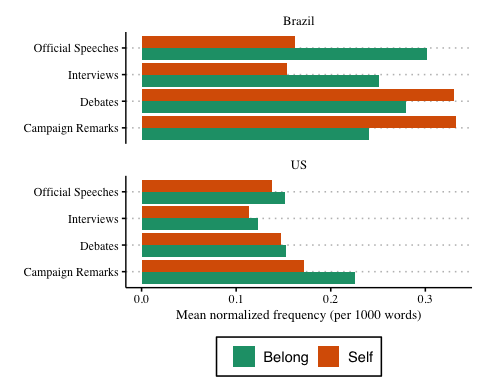 Brazil
Official Speeches
Interviews
Debates
Campaign Remarks
US
Official Speeches
Interviews
Debates
Campaign Remarks
0.0 0.1 0.2 0.3
Mean normalized frequency (per 1000 words)
Belong Self